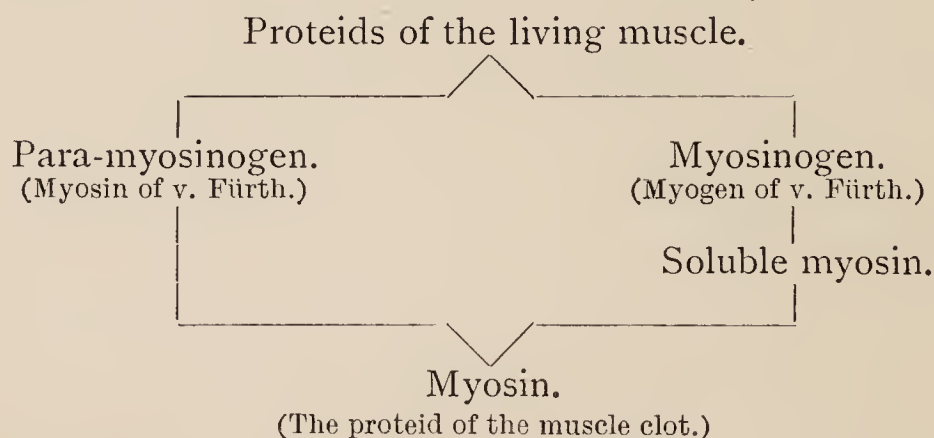 Proteids of the living muscle.
Para-myosinogen.
(Myosin of v. Fürth.)
Myosinogen.
(Myogen of v. Fürth.)
Soluble myosin.
Myosin.
(The proteid of the muscle clot.)